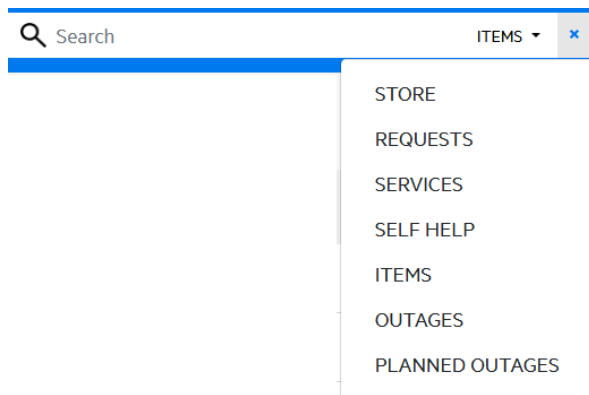 Search ITEMS
STORE
REQUESTS
SERVICES
SELF HELP
ITEMS
OUTAGES
PLANNED OUTAGES